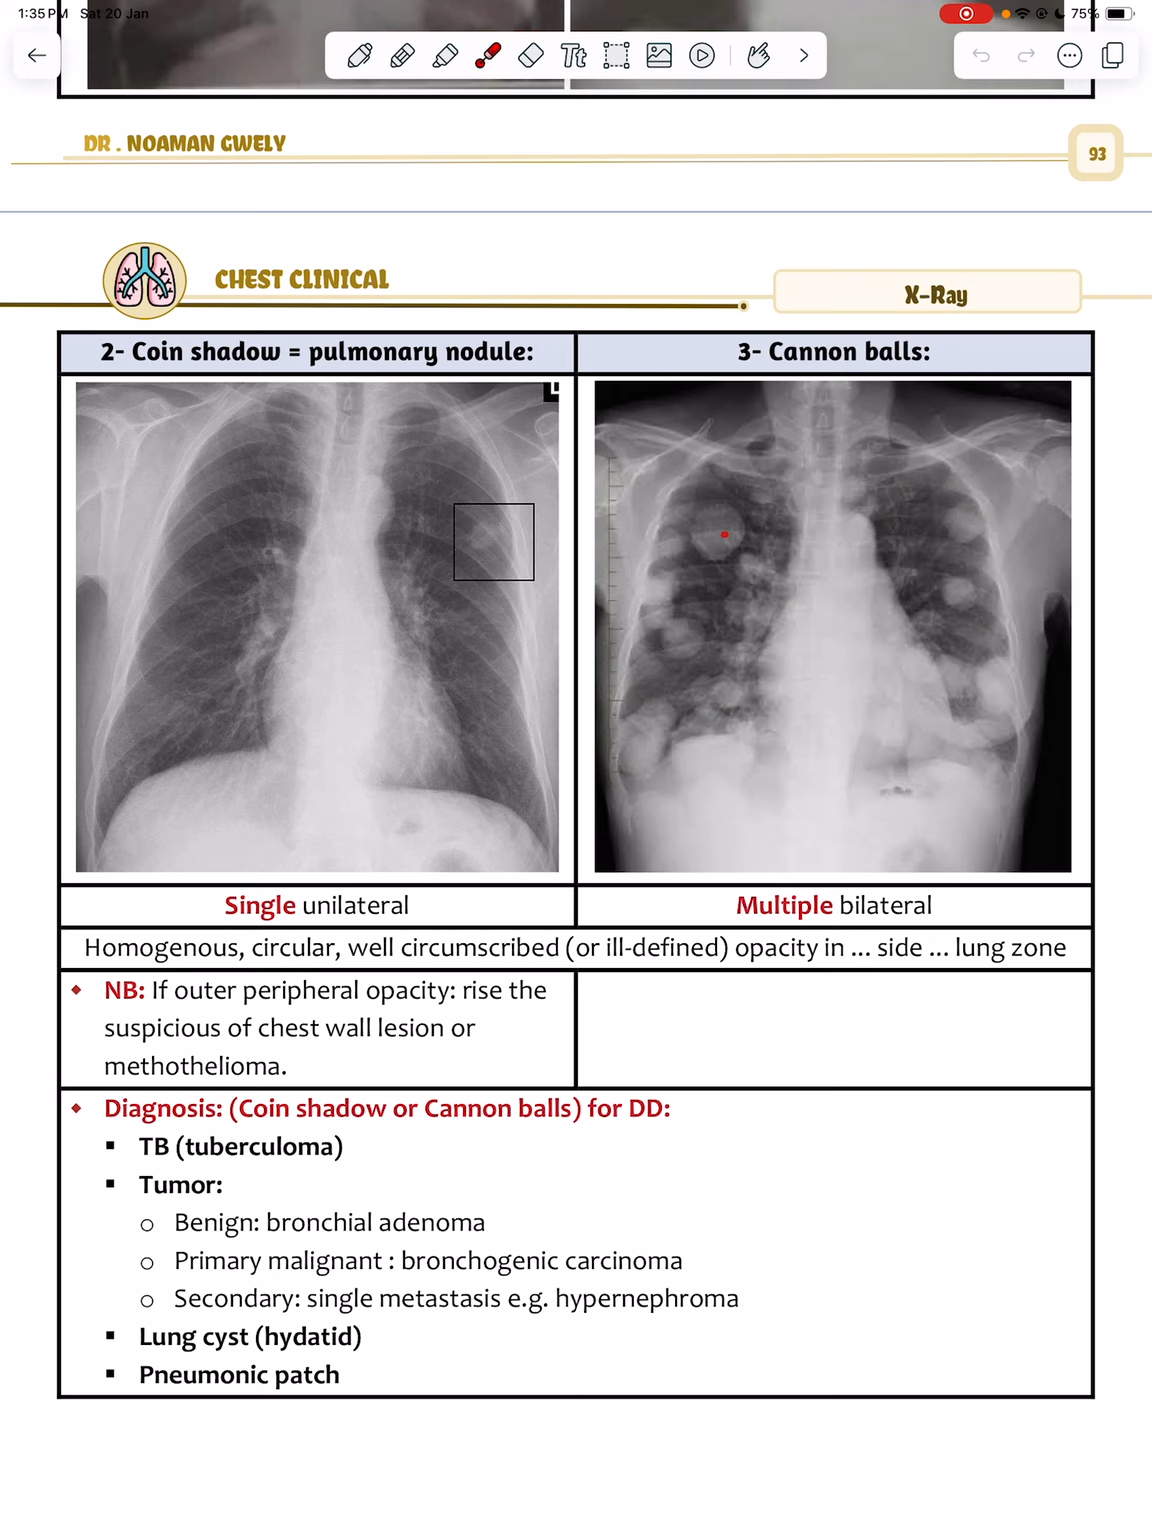 1:35 PM Sat 20 Jan
75%
Tt
DR . NOAMAN GWELY
93
CHEST CLINICAL
X-Ray
2- Coin shadow = pulmonary nodule:
3- Cannon balls:
L
Single unilateral
Multiple bilateral
Homogenous, circular, well circumscribed (or ill-defined) opacity in ... side ... lung zone
NB: If outer peripheral opacity: rise the
suspicious of chest wall lesion or
methothelioma.
Diagnosis: (Coin shadow or Cannon balls) for DD:
TB (tuberculoma)
Tumor:
Benign: bronchial adenoma
Primary malignant : bronchogenic carcinoma
Secondary: single metastasis e.g. hypernephroma
Lung cyst (hydatid)
Pneumonic patch